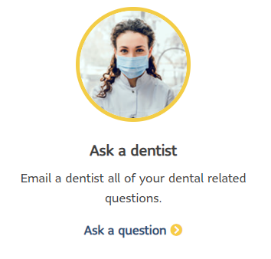 Ask a dentist
Email a dentist all of your dental related
questions.
Ask a question